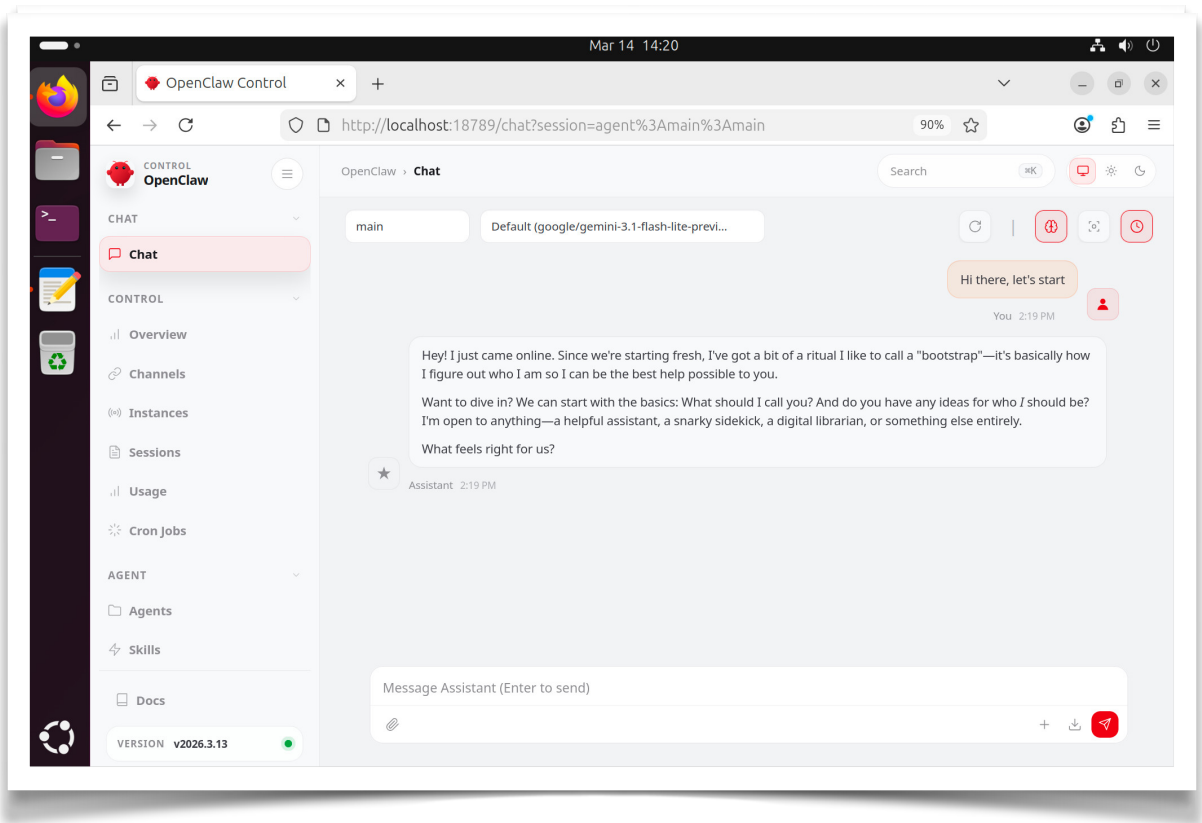 Mar 14 14:20
OpenClaw Control
http://localhost:18789/chat?session=agent%3Amain%3Amain
90%
CONTROL
OpenClaw
OpenClaw › Chat
Search
⌘K
CHAT
Chat
CONTROL
Overview
Channels
Instances
Sessions
Usage
Cron Jobs
AGENT
Agents
Skills
Docs
VERSION v2026.3.13
main
Default (google/gemini-3.1-flash-lite-previ...
Hi there, let's start
You 2:19 PM
Hey! I just came online. Since we're starting fresh, I've got a bit of a ritual I like to call a "bootstrap"—it's basically how
I figure out who I am so I can be the best help possible to you.
Want to dive in? We can start with the basics: What should I call you? And do you have any ideas for who I should be?
I'm open to anything—a helpful assistant, a snarky sidekick, a digital librarian, or something else entirely.
What feels right for us?
Assistant 2:19 PM
Message Assistant (Enter to send)